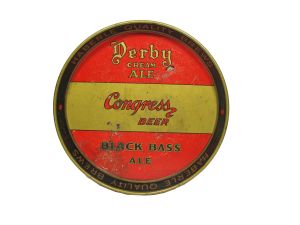 HABERLE QUALITY BREWS
Derby
CREAM
ALE
Congress
BEER
BLACK BASS
ALE
HABERLE QUALITY BREWS